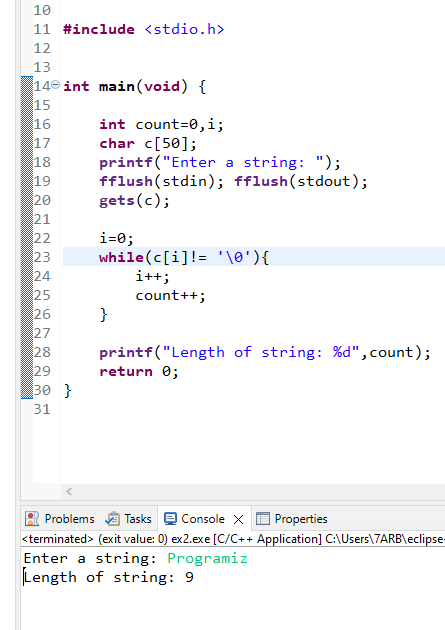 10
11 #include <stdio.h>
12
13
14 int main(void) {
15
16 int count=0,i;
17 char c[50];
18 printf("Enter a string: ");
19 fflush(stdin); fflush(stdout);
20 gets(c);
21
22 i=0;
23 while(c[i]!= '\0'){
24 i++;
25 count++;
26 }
27
28 printf("Length of string: %d",count);
29 return 0;
30 }
31
Problems Tasks Console Properties
<terminated> (exit value: 0) ex2.exe [C/C++ Application] C:\Users\7ARB\eclipse-
Enter a string: Programiz
Length of string: 9